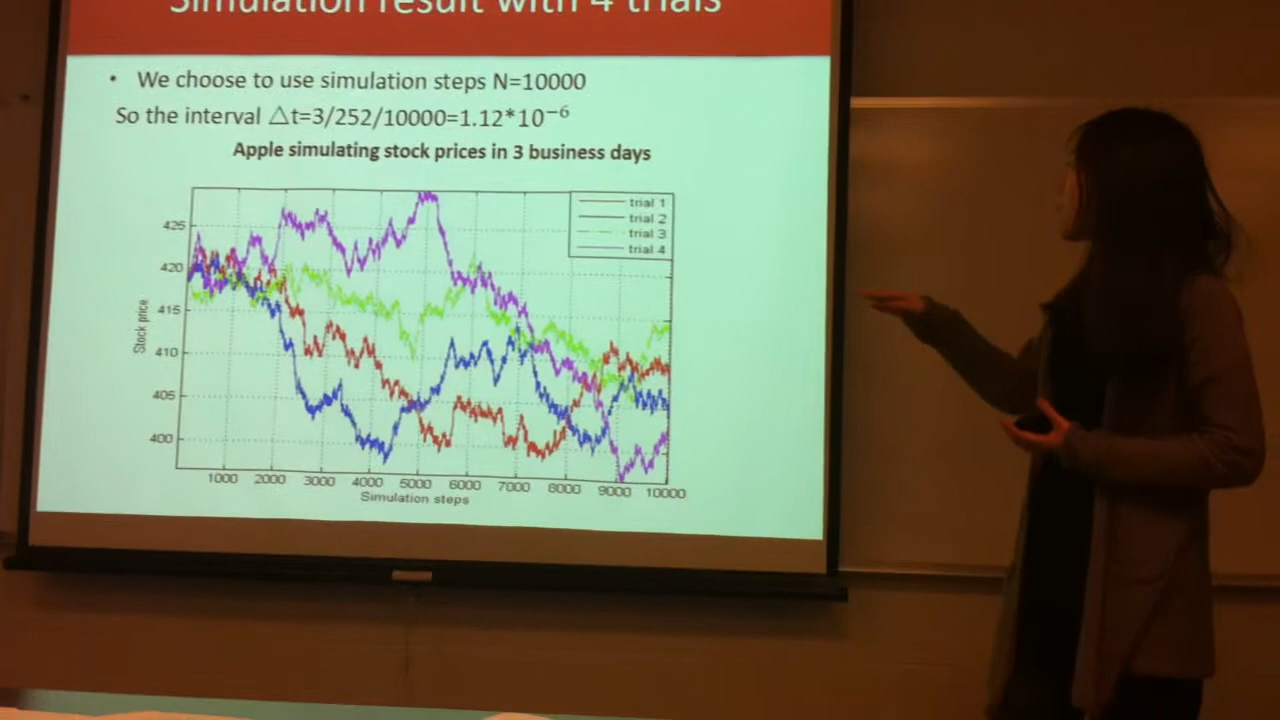 Simulation result with 4 trials
• We choose to use simulation steps N=10000
So the interval △t=3/252/10000=1.12*10⁻⁶
Apple simulating stock prices in 3 business days
trial 1
trial 2
trial 3
trial 4
425
420
415
410
405
400
Stock price
1000 2000 3000 4000 5000 6000 7000 8000 9000 10000
Simulation steps